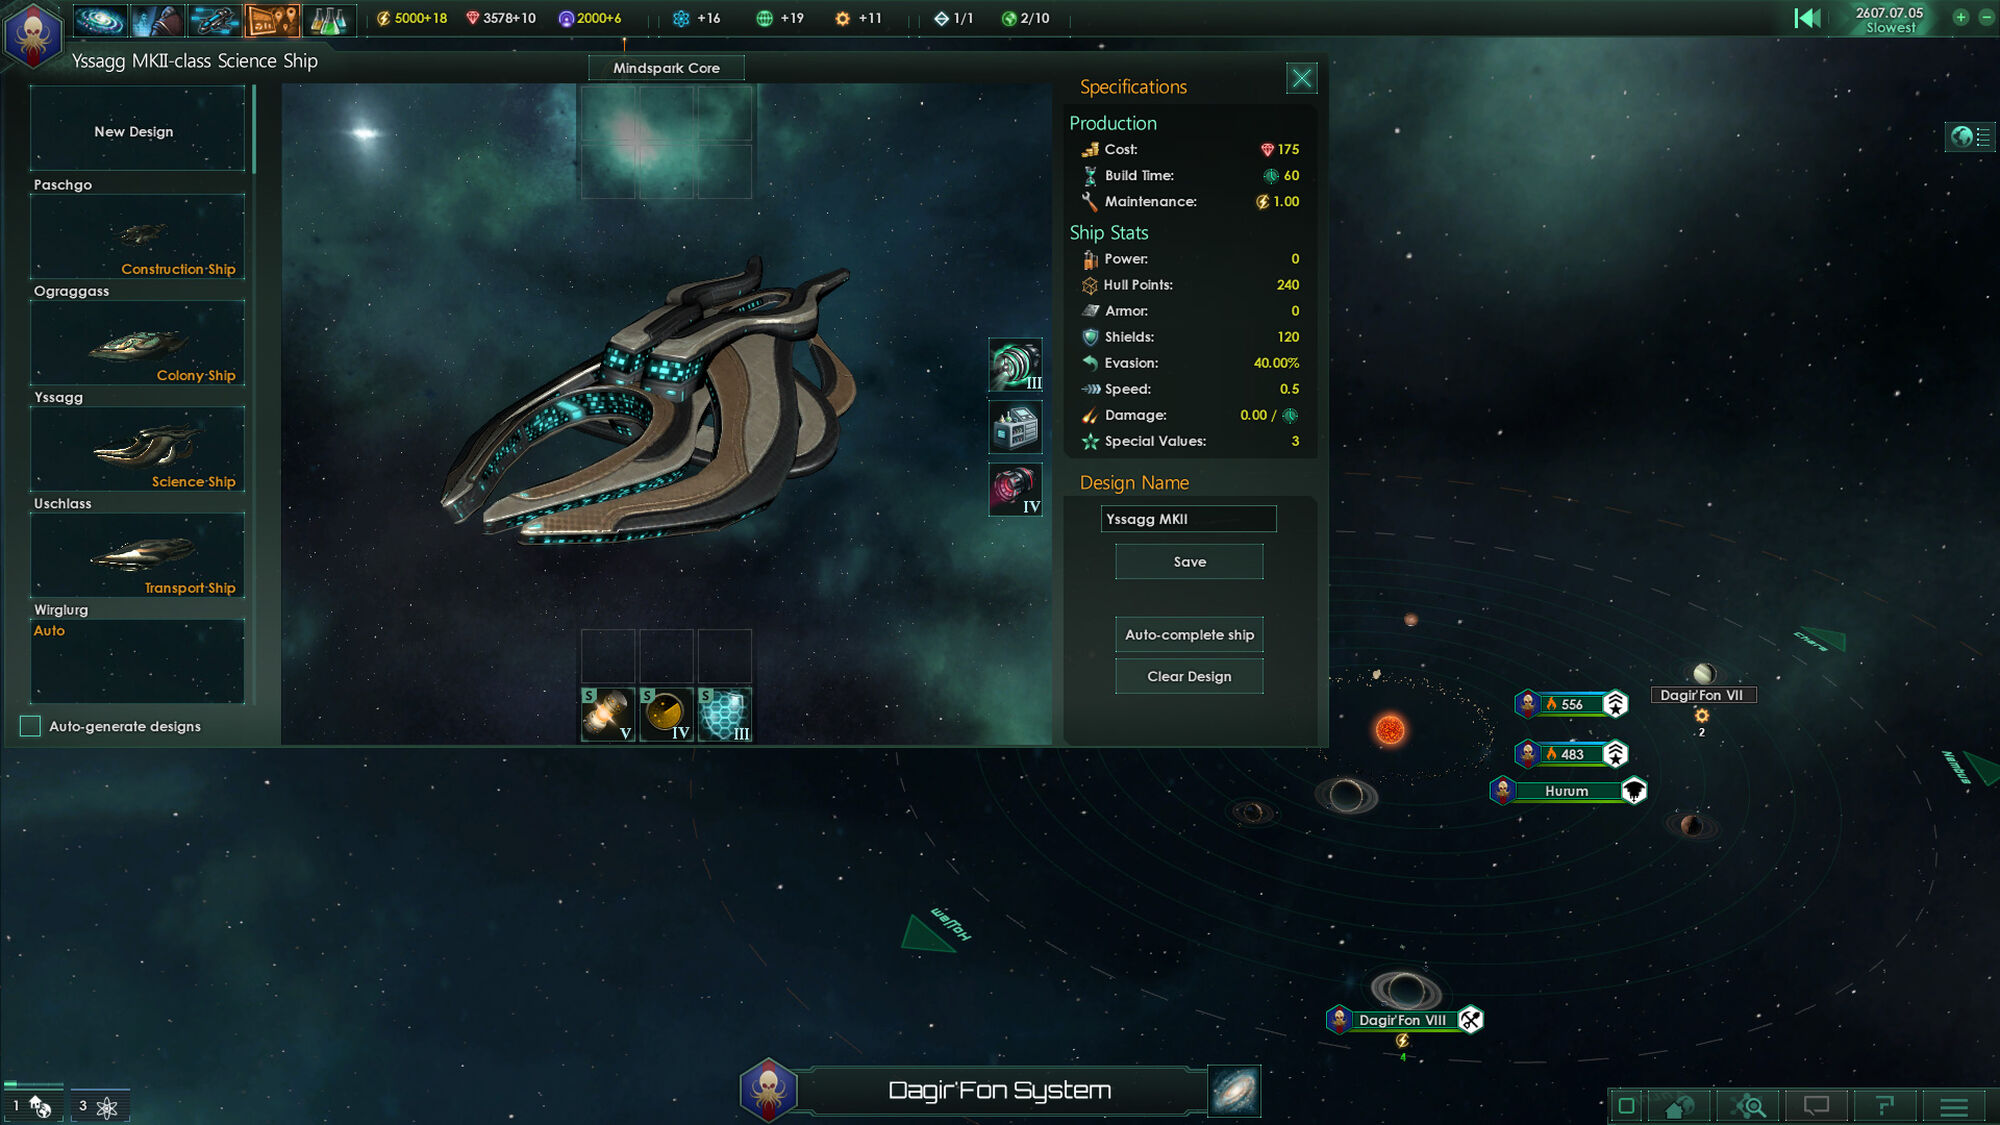 5000+18
3578+10
2000+6
+16
+19
+11
1/1
2/10
2607.07.05
Slowest
Yssagg MKII-class Science Ship
Mindspark Core
New Design
Paschgo
Construction-Ship
Ograggass
Colony-Ship
Yssagg
Science-Ship
Uschlass
Transport-Ship
Wirglurg
Auto
Auto-generate designs
III
IV
S
V
S
IV
S
III
Specifications
Production
Cost: 175
Build Time: 60
Maintenance: 1.00
Ship Stats
Power: 0
Hull Points: 240
Armor: 0
Shields: 120
Evasion: 40.00%
Speed: 0.5
Damage: 0.00 /
Special Values: 3
Design Name
Yssagg MKII
Save
Auto-complete ship
Clear Design
Chara
Dagir'Fon VII
2
556
483
Hurum
Nembus
Hojjam
Dagir'Fon VIII
4
Dagir'Fon System
1
3